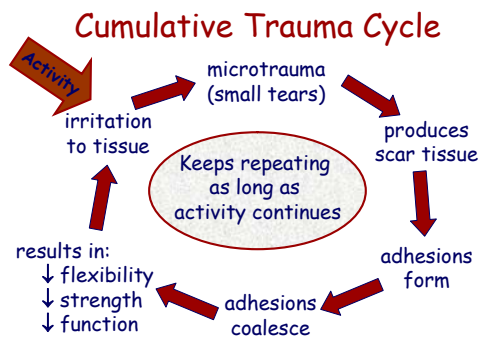 Cumulative Trauma Cycle
Activity
irritation
to tissue
microtrauma
(small tears)
produces
scar tissue
adhesions
form
adhesions
coalesce
results in:
↓ flexibility
↓ strength
↓ function
Keeps repeating
as long as
activity continues